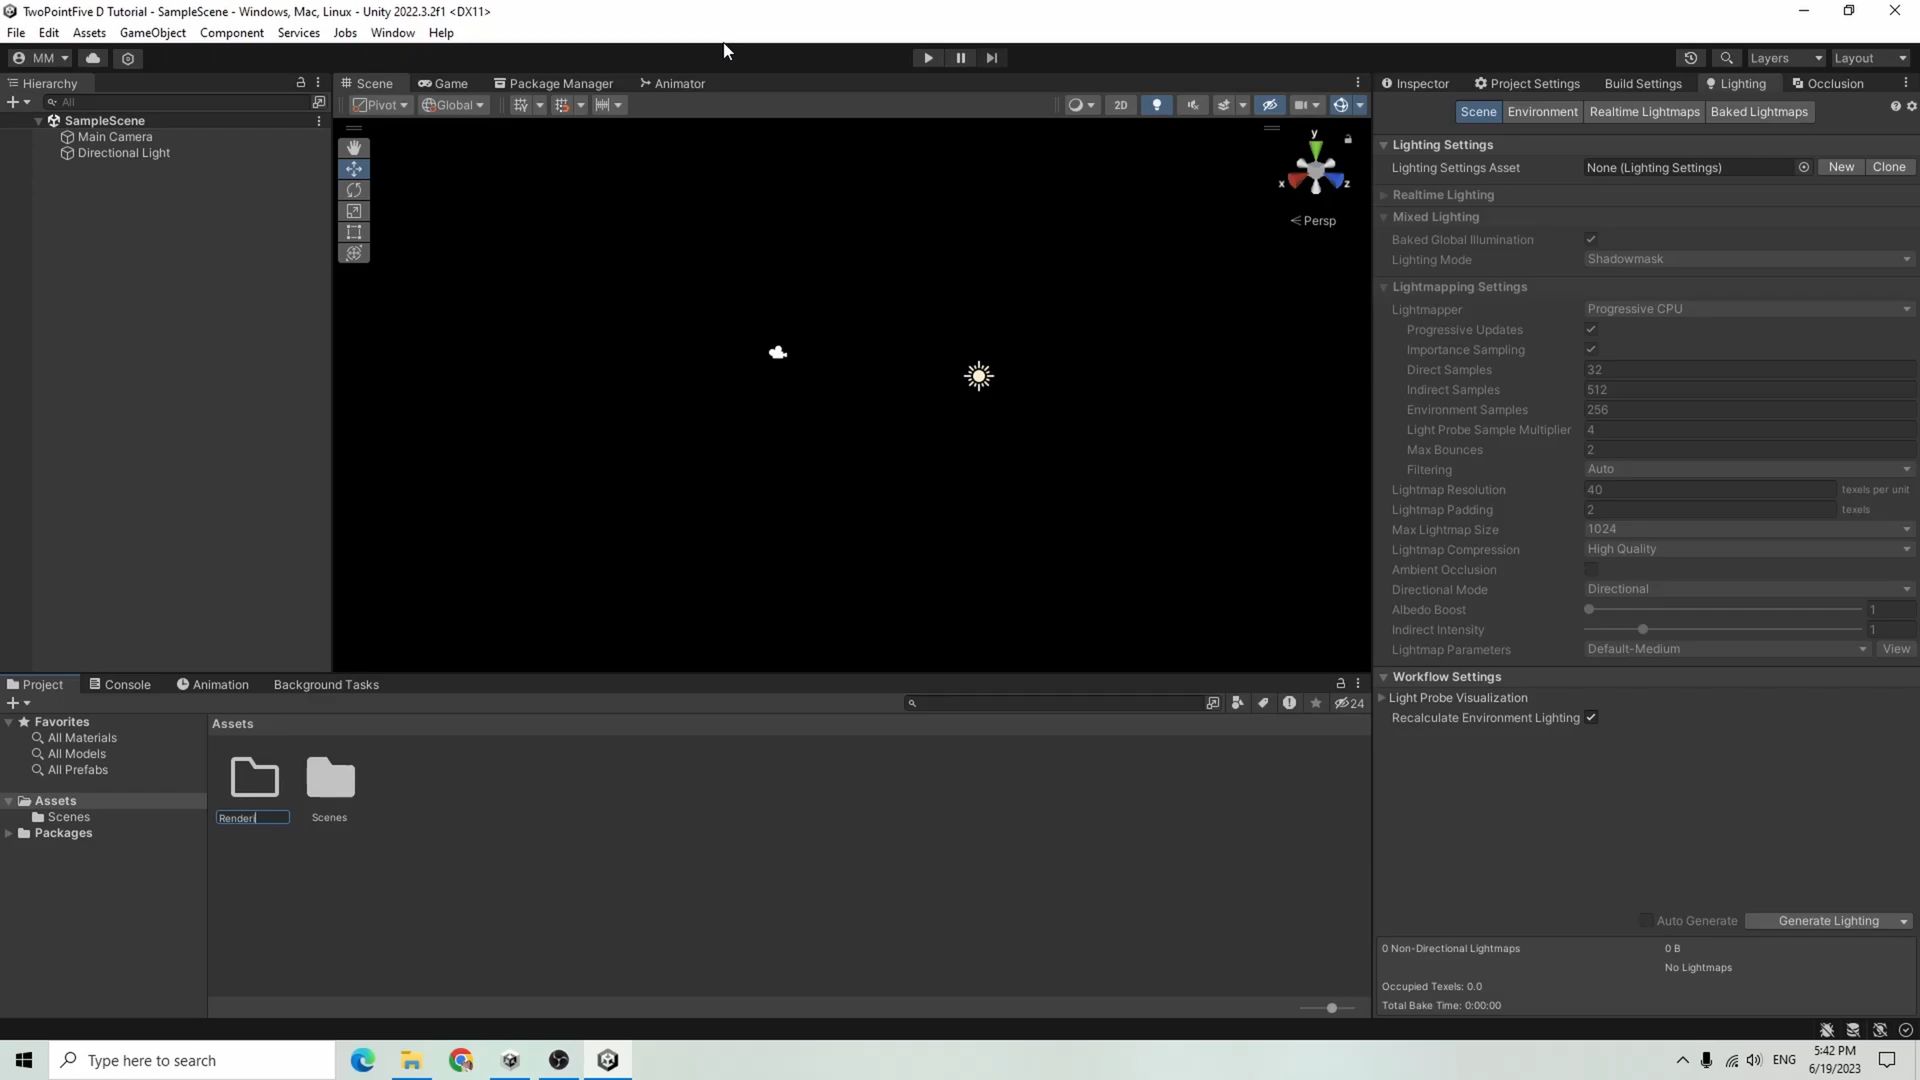 TwoPointFive D Tutorial - SampleScene - Windows, Mac, Linux - Unity 2022.3.2f1 <DX11>
File Edit Assets GameObject Component Services Jobs Window Help
MM Layers Layout
Hierarchy
All
SampleScene
Main Camera
Directional Light
Scene Game Package Manager Animator
Pivot Global 2D
y
x z
Persp
Inspector Project Settings Build Settings Lighting Occlusion
Scene Environment Realtime Lightmaps Baked Lightmaps
Lighting Settings
Lighting Settings Asset None (Lighting Settings) New Clone
Realtime Lighting
Mixed Lighting
Baked Global Illumination
Lighting Mode Shadowmask
Lightmapping Settings
Lightmapper Progressive CPU
Progressive Updates
Importance Sampling
Direct Samples 32
Indirect Samples 512
Environment Samples 256
Light Probe Sample Multiplier 4
Max Bounces 2
Filtering Auto
Lightmap Resolution 40 texels per unit
Lightmap Padding 2 texels
Max Lightmap Size 1024
Lightmap Compression High Quality
Ambient Occlusion
Directional Mode Directional
Albedo Boost 1
Indirect Intensity 1
Lightmap Parameters Default-Medium View
Workflow Settings
Light Probe Visualization
Recalculate Environment Lighting
Auto Generate Generate Lighting
0 Non-Directional Lightmaps 0 B
No Lightmaps
Occupied Texels: 0.0
Total Bake Time: 0:00:00
Project Console Animation Background Tasks
24
Favorites
All Materials
All Models
All Prefabs
Assets
Scenes
Packages
Assets
Renderi Scenes
Type here to search
ENG
5:42 PM
6/19/2023